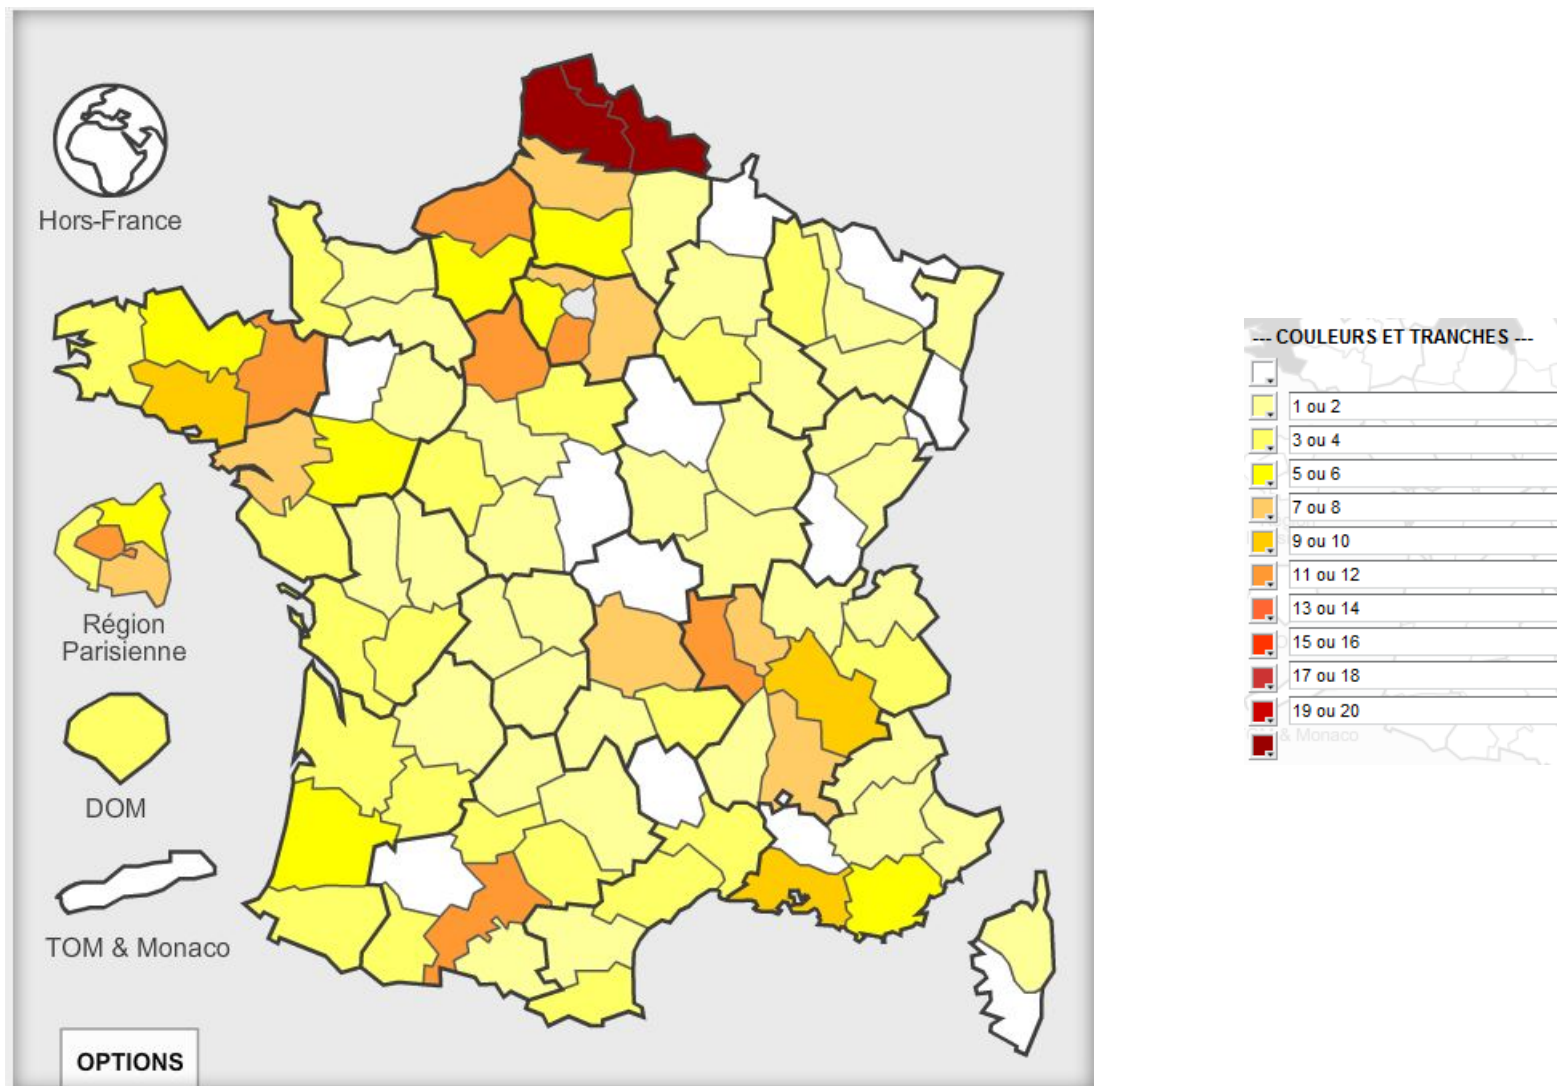 Hors-France
Région
Parisienne
DOM
TOM & Monaco
OPTIONS
--- COULEURS ET TRANCHES ---
1 ou 2
3 ou 4
5 ou 6
7 ou 8
9 ou 10
11 ou 12
13 ou 14
15 ou 16
17 ou 18
19 ou 20
& Monaco